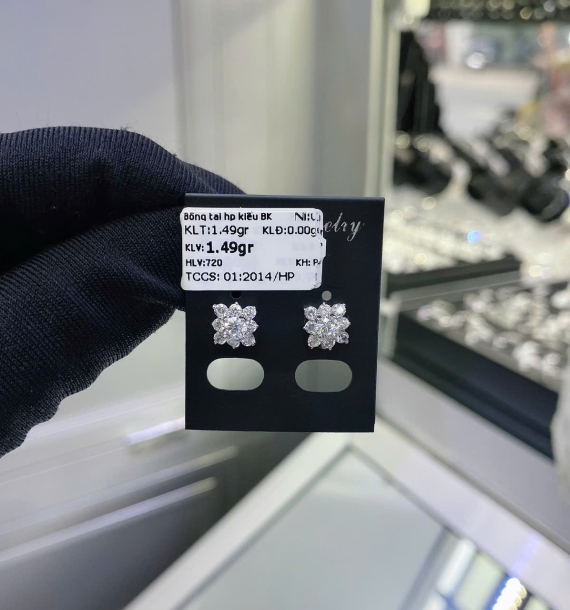 Bông tai hp kiểu BK
KLT:1.49gr KLĐ:0.00g
KLV: 1.49gr
HLV:720 KH:
TCCS: 01:2014/HP